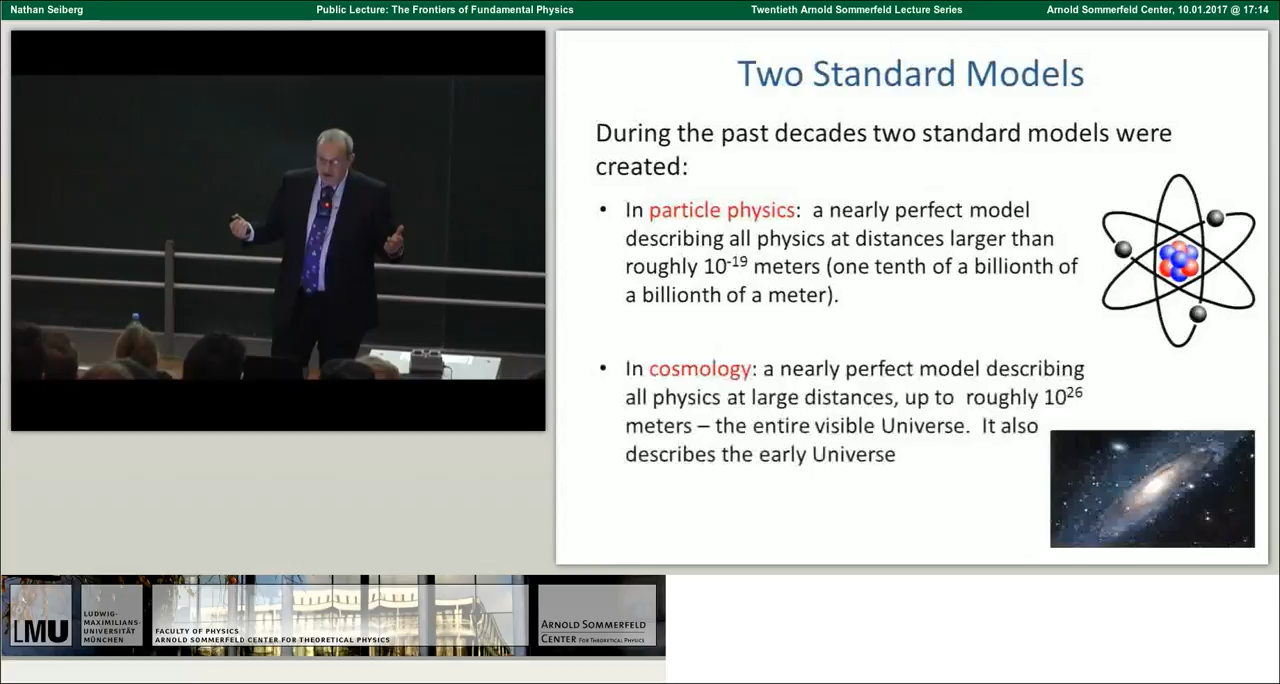 Nathan Seiberg
Public Lecture: The Frontiers of Fundamental Physics
Twentieth Arnold Sommerfeld Lecture Series
Arnold Sommerfeld Center, 10.01.2017 @ 17:14
Two Standard Models
During the past decades two standard models were
created:
• In particle physics: a nearly perfect model
describing all physics at distances larger than
roughly 10⁻¹⁹ meters (one tenth of a billionth of
a billionth of a meter).
• In cosmology: a nearly perfect model describing
all physics at large distances, up to roughly 10²⁶
meters – the entire visible Universe. It also
describes the early Universe
LMU
LUDWIG-
MAXIMILIANS-
UNIVERSITÄT
MÜNCHEN
FACULTY OF PHYSICS
ARNOLD SOMMERFELD CENTER FOR THEORETICAL PHYSICS
ARNOLD SOMMERFELD
CENTER FOR THEORETICAL PHYSICS